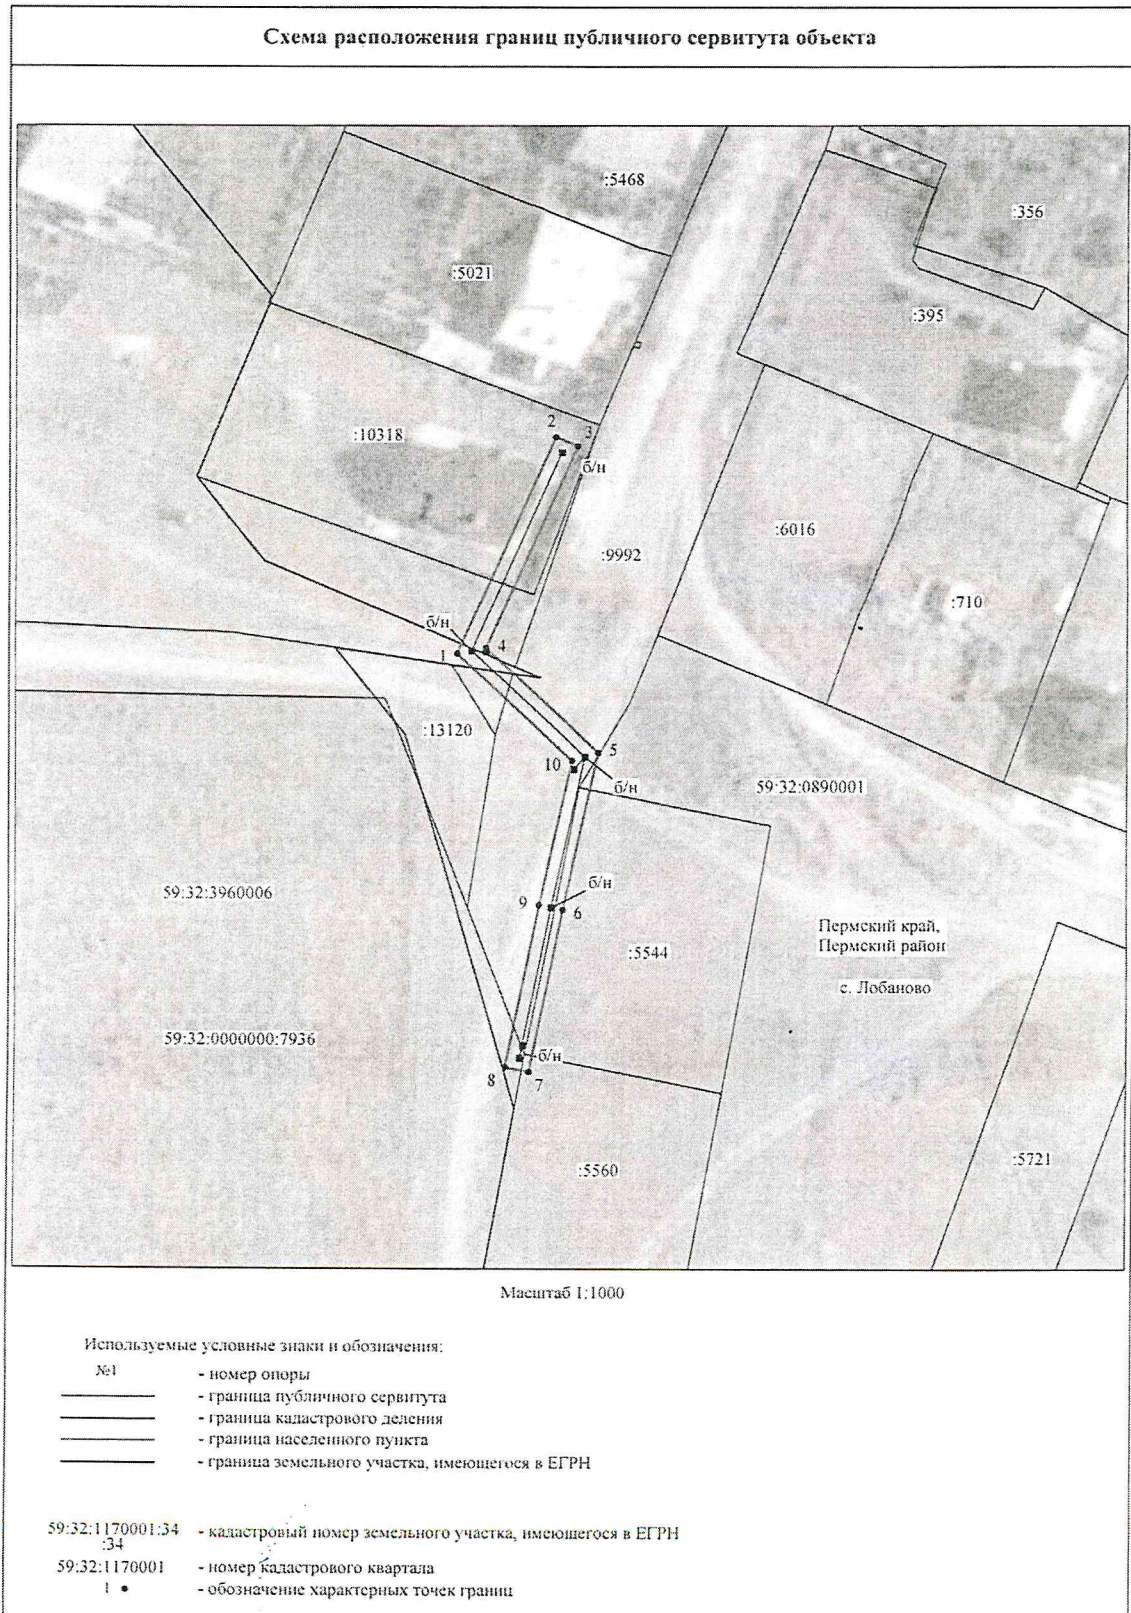 Схема расположения границ публичного сервитута объекта
:5468
:356
:5021
:395
:10318
2
3
б/н
:6016
:9992
:710
б/н
1
4
:13120
5
10
б/н
59:32:0890001
59:32:3960006
б/н
9
6
Пермский край,
Пермский район
:5544
с. Лобаново
59:32:0000000:7936
б/н
8
7
:5560
:5721
Масштаб 1:1000
Используемые условные знаки и обозначения:
№1 - номер опоры
- граница публичного сервитута
- граница кадастрового деления
- граница населенного пункта
- граница земельного участка, имеющегося в ЕГРН
59:32:1170001:34 - кадастровый номер земельного участка, имеющегося в ЕГРН
:34
59:32:1170001 - номер кадастрового квартала
1 - обозначение характерных точек границ